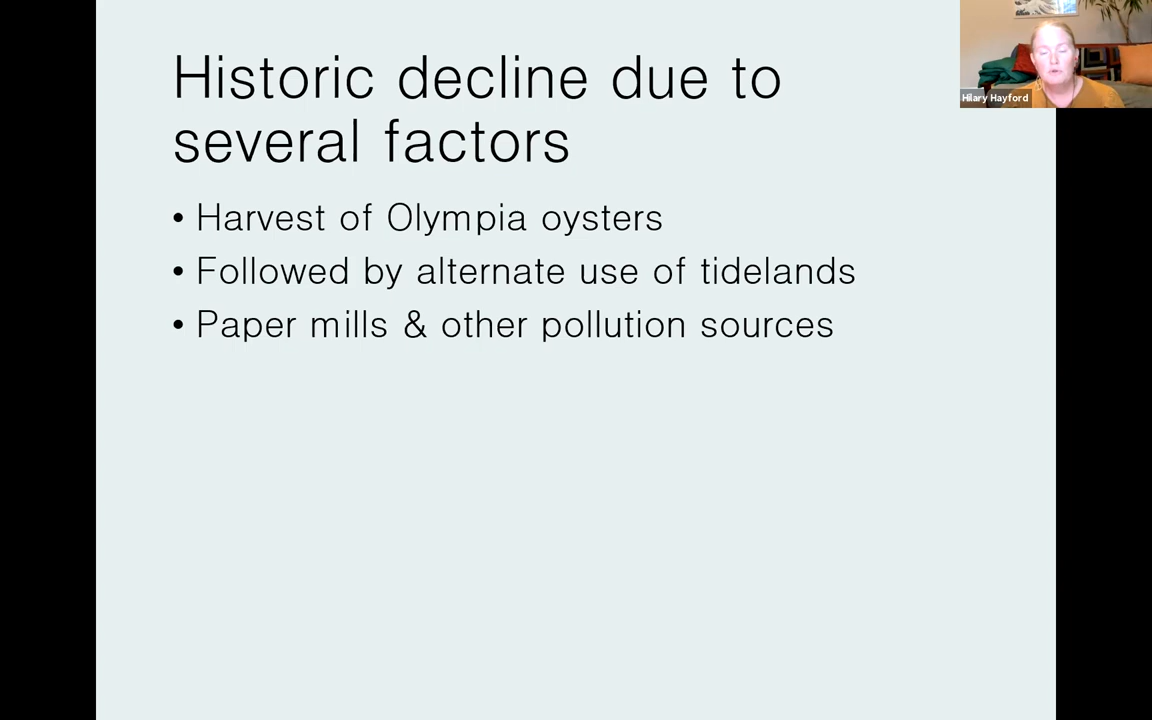 Historic decline due to
several factors
• Harvest of Olympia oysters
• Followed by alternate use of tidelands
• Paper mills & other pollution sources
Hilary Hayford